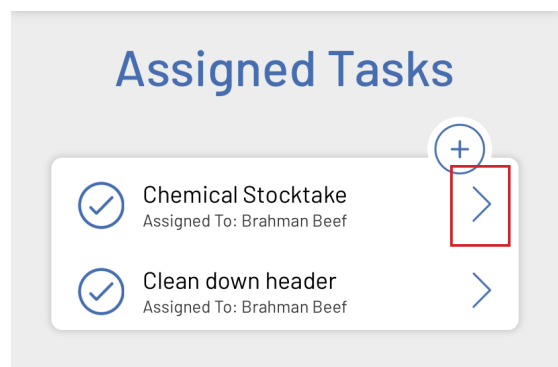 Assigned Tasks
Chemical Stocktake
Assigned To: Brahman Beef
Clean down header
Assigned To: Brahman Beef